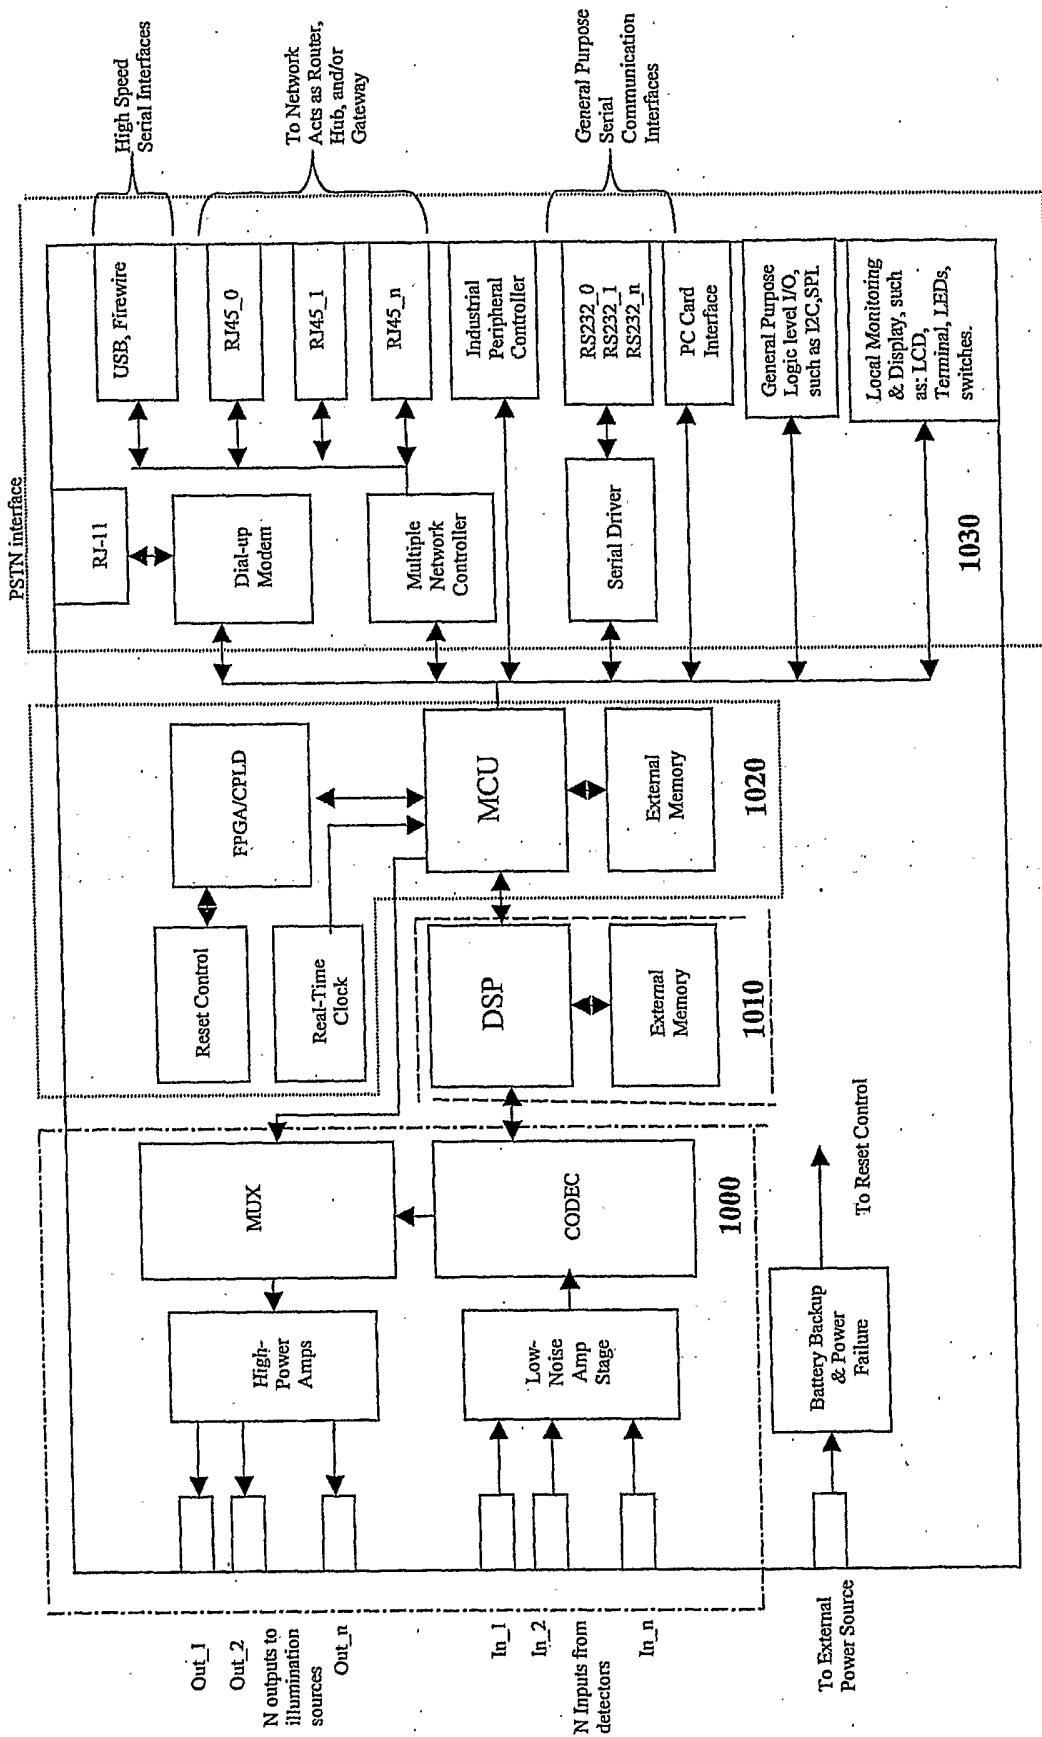 PSTN interface
High Speed
Serial Interfaces
To Network
Acts as Router,
Hub, and/or
Gateway
General Purpose
Serial
Communication
Interfaces
USB, Firewire
RJ45_0
RJ45_1
RJ45_n
Industrial
Peripheral
Controller
RS232_0
RS232_1
RS232_n
PC Card
Interface
General Purpose
Logic level I/O,
such as I2C,SPI.
Local Monitoring
& Display, such
as: LCD,
Terminal, LEDs,
switches.
RJ-11
Dial-up
Modem
Multiple
Network
Controller
Serial Driver
1030
FPGA/CPLD
MCU
External
Memory
1020
Reset Control
Real-Time
Clock
DSP
External
Memory
1010
MUX
CODEC
1000
To Reset Control
High-
Power
Amps
Low-
Noise
Amp
Stage
Battery Backup
& Power
Failure
Out_1
Out_2
N outputs to
illumination
sources
Out_n
In_1
In_2
N Inputs from
detectors
In_n
To External
Power Source